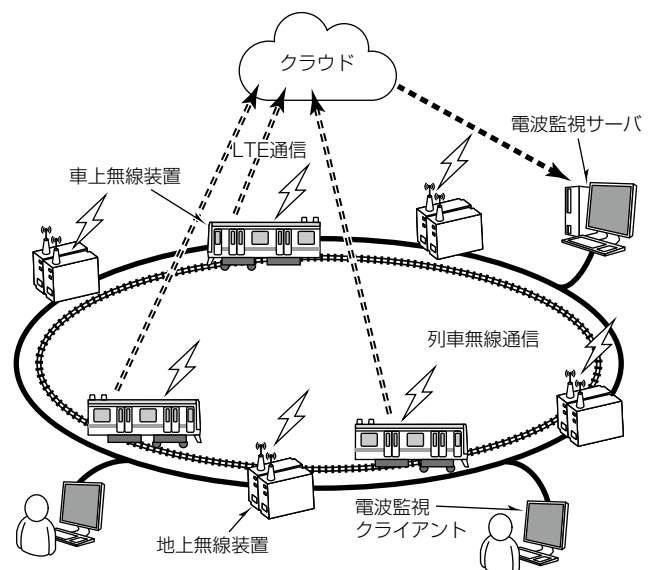 クラウド
電波監視サーバ
LTE通信
車上無線装置
列車無線通信
電波監視
クライアント
地上無線装置